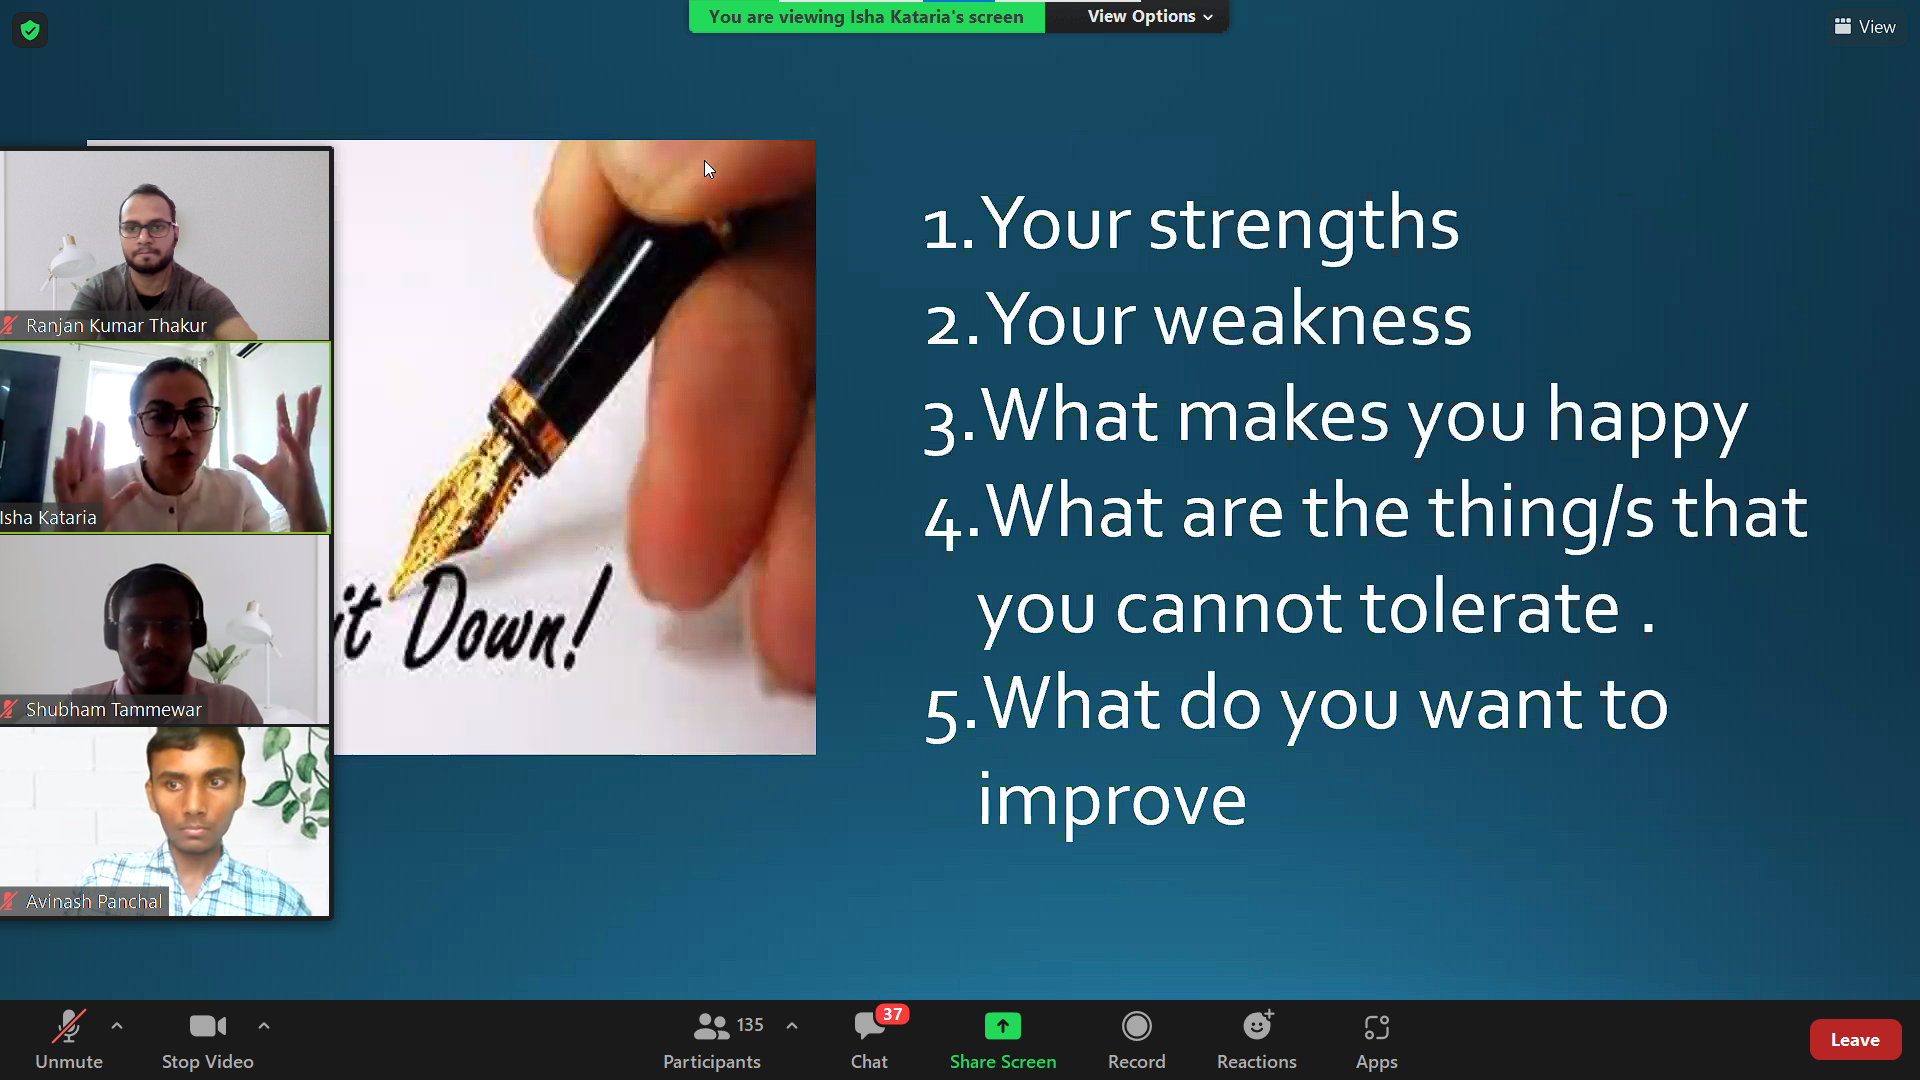 You are viewing Isha Kataria's screen
View Options
View
Ranjan Kumar Thakur
Isha Kataria
Shubham Tammewar
Avinash Panchal
it Down!
1.Your strengths
2.Your weakness
3.What makes you happy
4.What are the thing/s that
you cannot tolerate .
5.What do you want to
improve
Unmute
Stop Video
135
Participants
37
Chat
Share Screen
Record
Reactions
Apps
Leave